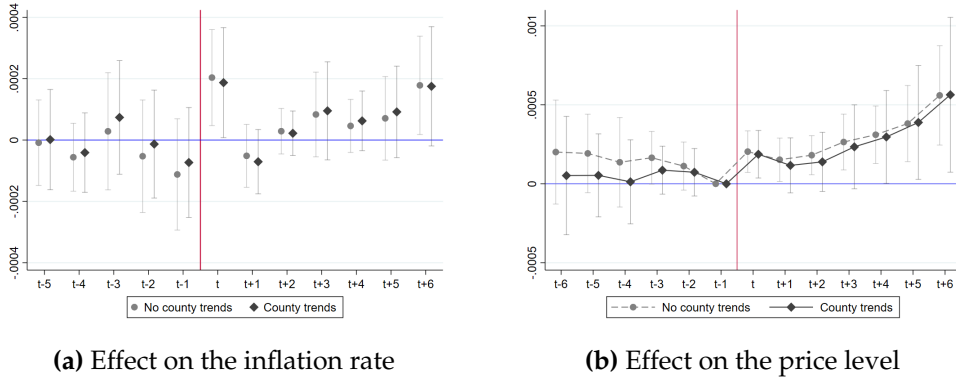 .0004
.0002
0
-.0002
-.0004
t-5 t-4 t-3 t-2 t-1 t t+1 t+2 t+3 t+4 t+5 t+6
No county trends County trends
(a) Effect on the inflation rate
.001
.0005
0
-.0005
t-6 t-5 t-4 t-3 t-2 t-1 t t+1 t+2 t+3 t+4 t+5 t+6
No county trends County trends
(b) Effect on the price level